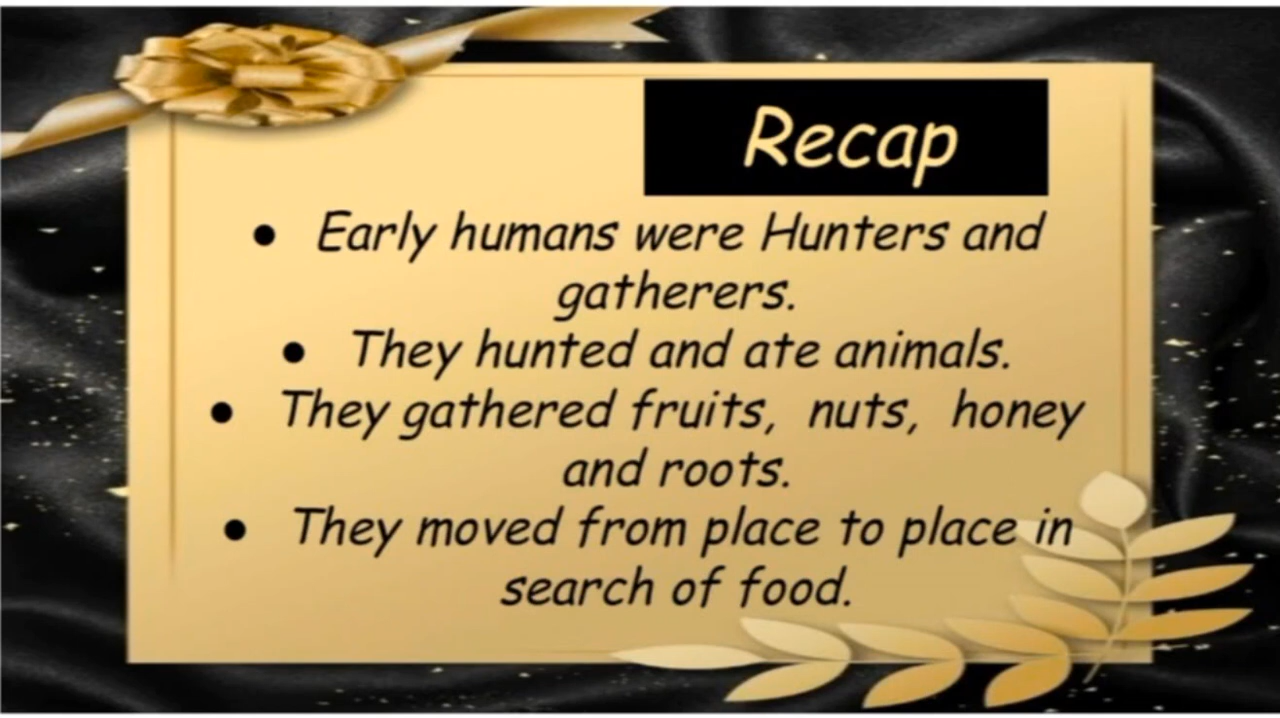 Recap
• Early humans were Hunters and
gatherers.
• They hunted and ate animals.
• They gathered fruits, nuts, honey
and roots.
• They moved from place to place in
search of food.